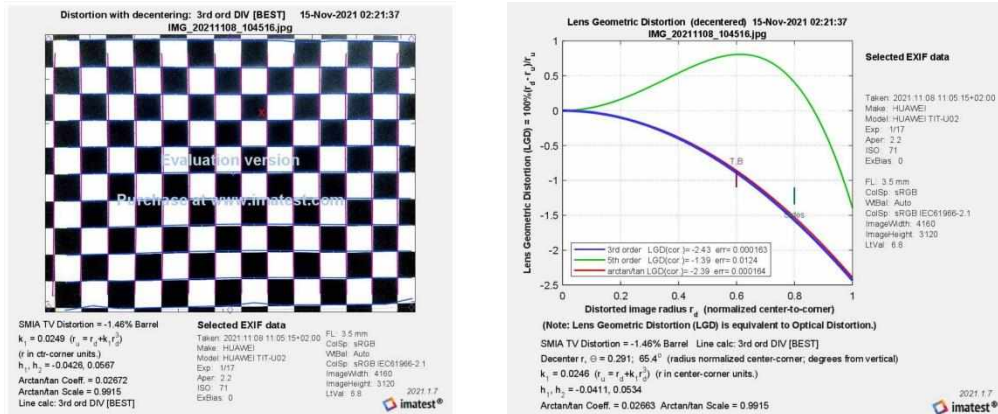 Distortion with decentering: 3rd ord DIV [BEST] 15-Nov-2021 02:21:37
IMG_20211108_104516.jpg
Evaluation version
Purchase at www.imatest.com
SMIA TV Distortion = -1.46% Barrel
k1 = 0.0249 (ru = rd+k1rd3)
(r in ctr-corner units.)
h1, h2 = -0.0426, 0.0567
Arctan/tan Coeff. = 0.02672
Arctan/tan Scale = 0.9915
Line calc: 3rd ord DIV [BEST]
Selected EXIF data
Taken: 2021:11:08 11:05:15+02:00
Make: HUAWEI
Model: HUAWEI TIT-U02
Exp: 1/17
Aper: 2.2
ISO: 71
ExBias: 0
FL: 3.5 mm
ColSp: sRGB
WtBal: Auto
ColSp: sRGB IEC61966-2.1
ImageWidth: 4160
ImageHeight: 3120
LtVal: 6.8
2021.1.7
imatest®
Lens Geometric Distortion (decentered) 15-Nov-2021 02:21:37
IMG_20211108_104516.jpg
Lens Geometric Distortion (LGD) = 100%(rd - ru)/ru
1
0.5
0
-0.5
-1
-1.5
-2
-2.5
T,B
Sides
3rd order LGD(cor.)= -2.43 err= 0.000163
5th order LGD(cor.)= -1.39 err= 0.0124
arctan/tan LGD(cor.)= -2.39 err= 0.000164
0 0.2 0.4 0.6 0.8 1
Distorted image radius rd (normalized center-to-corner)
(Note: Lens Geometric Distortion (LGD) is equivalent to Optical Distortion.)
SMIA TV Distortion = -1.46% Barrel Line calc: 3rd ord DIV [BEST]
Decenter r, Θ = 0.291; 65.4° (radius normalized center-corner; degrees from vertical)
k1 = 0.0246 (ru = rd+k1rd3) (r in center-corner units.)
h1, h2 = -0.0411, 0.0534
Arctan/tan Coeff. = 0.02663 Arctan/tan Scale = 0.9915
Selected EXIF data
Taken: 2021:11:08 11:05:15+02:00
Make: HUAWEI
Model: HUAWEI TIT-U02
Exp: 1/17
Aper: 2.2
ISO: 71
ExBias: 0
FL: 3.5 mm
ColSp: sRGB
WtBal: Auto
ColSp: sRGB IEC61966-2.1
ImageWidth: 4160
ImageHeight: 3120
LtVal: 6.8
2021.1.7
imatest®